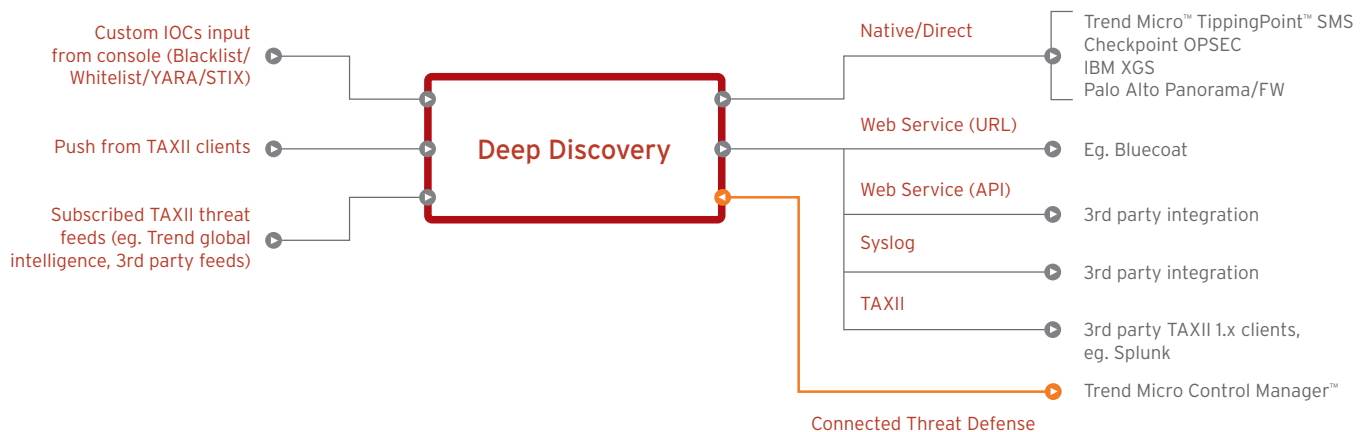 Custom IOCs input
from console (Blacklist/
Whitelist/YARA/STIX)
Push from TAXII clients
Subscribed TAXII threat
feeds (eg. Trend global
intelligence, 3rd party feeds)
Deep Discovery
Native/Direct
Trend Micro™ TippingPoint™ SMS
Checkpoint OPSEC
IBM XGS
Palo Alto Panorama/FW
Web Service (URL)
Eg. Bluecoat
Web Service (API)
3rd party integration
Syslog
3rd party integration
TAXII
3rd party TAXII 1.x clients,
eg. Splunk
Trend Micro Control Manager™
Connected Threat Defense